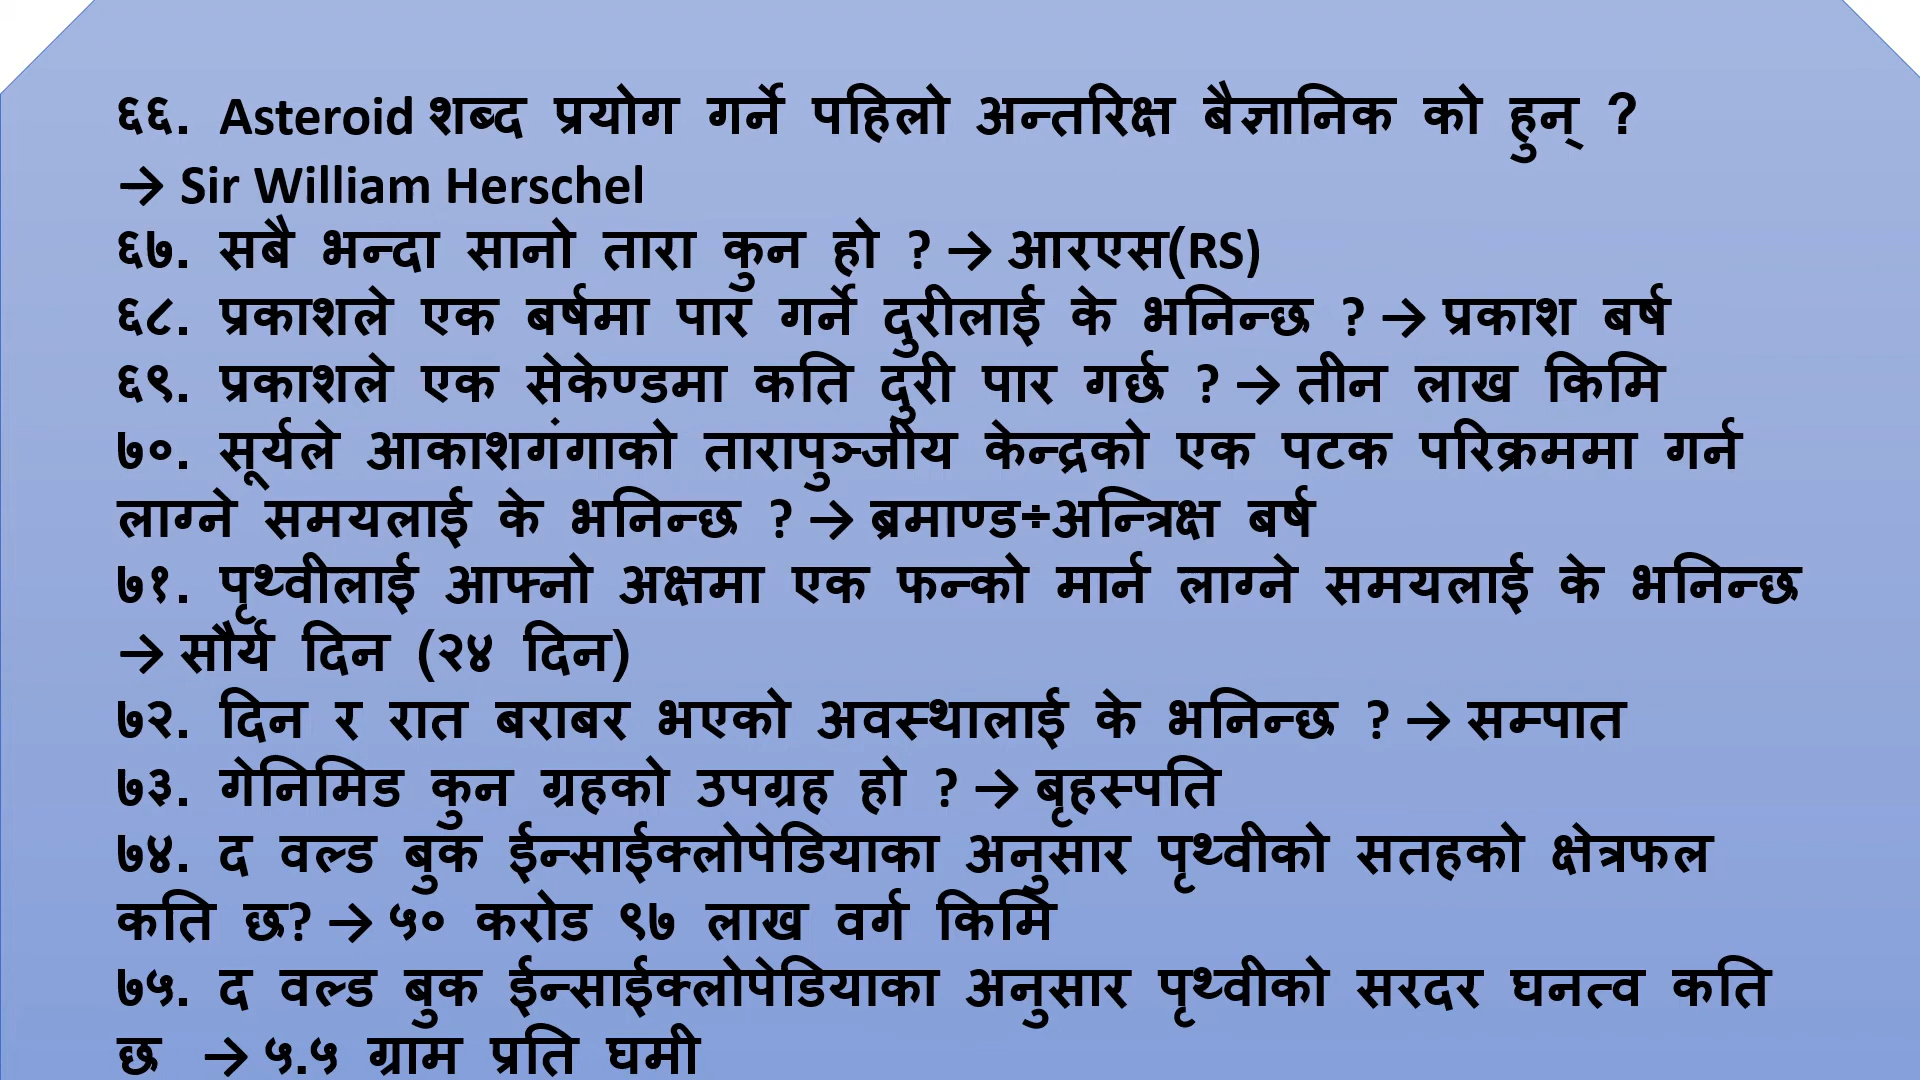 ६६. Asteroid शब्द प्रयोग गर्ने पहिलो अन्तरिक्ष बैज्ञानिक को हुन् ?
→ Sir William Herschel
६७. सबै भन्दा सानो तारा कुन हो ? → आरएस(RS)
६८. प्रकाशले एक बर्षमा पार गर्ने दुरीलाई के भनिन्छ ? → प्रकाश बर्ष
६९. प्रकाशले एक सेकेण्डमा कति दुरी पार गर्छ ? → तीन लाख किमि
७०. सूर्यले आकाशगंगाको तारापुञ्जीय केन्द्रको एक पटक परिक्रममा गर्न
लाग्ने समयलाई के भनिन्छ ? → ब्रमाण्ड÷अन्त्रिक्ष बर्ष
७१. पृथ्वीलाई आफ्नो अक्षमा एक फन्को मार्न लाग्ने समयलाई के भनिन्छ
→ सौर्य दिन (२४ दिन)
७२. दिन र रात बराबर भएको अवस्थालाई के भनिन्छ ? → सम्पात
७३. गेनिमिड कुन ग्रहको उपग्रह हो ? → बृहस्पति
७४. द वल्ड बुक ईन्साईक्लोपेडियाका अनुसार पृथ्वीको सतहको क्षेत्रफल
कति छ? → ५० करोड ९७ लाख वर्ग किमि
७५. द वल्ड बुक ईन्साईक्लोपेडियाका अनुसार पृथ्वीको सरदर घनत्व कति
छ → ५.५ ग्राम प्रति घमी